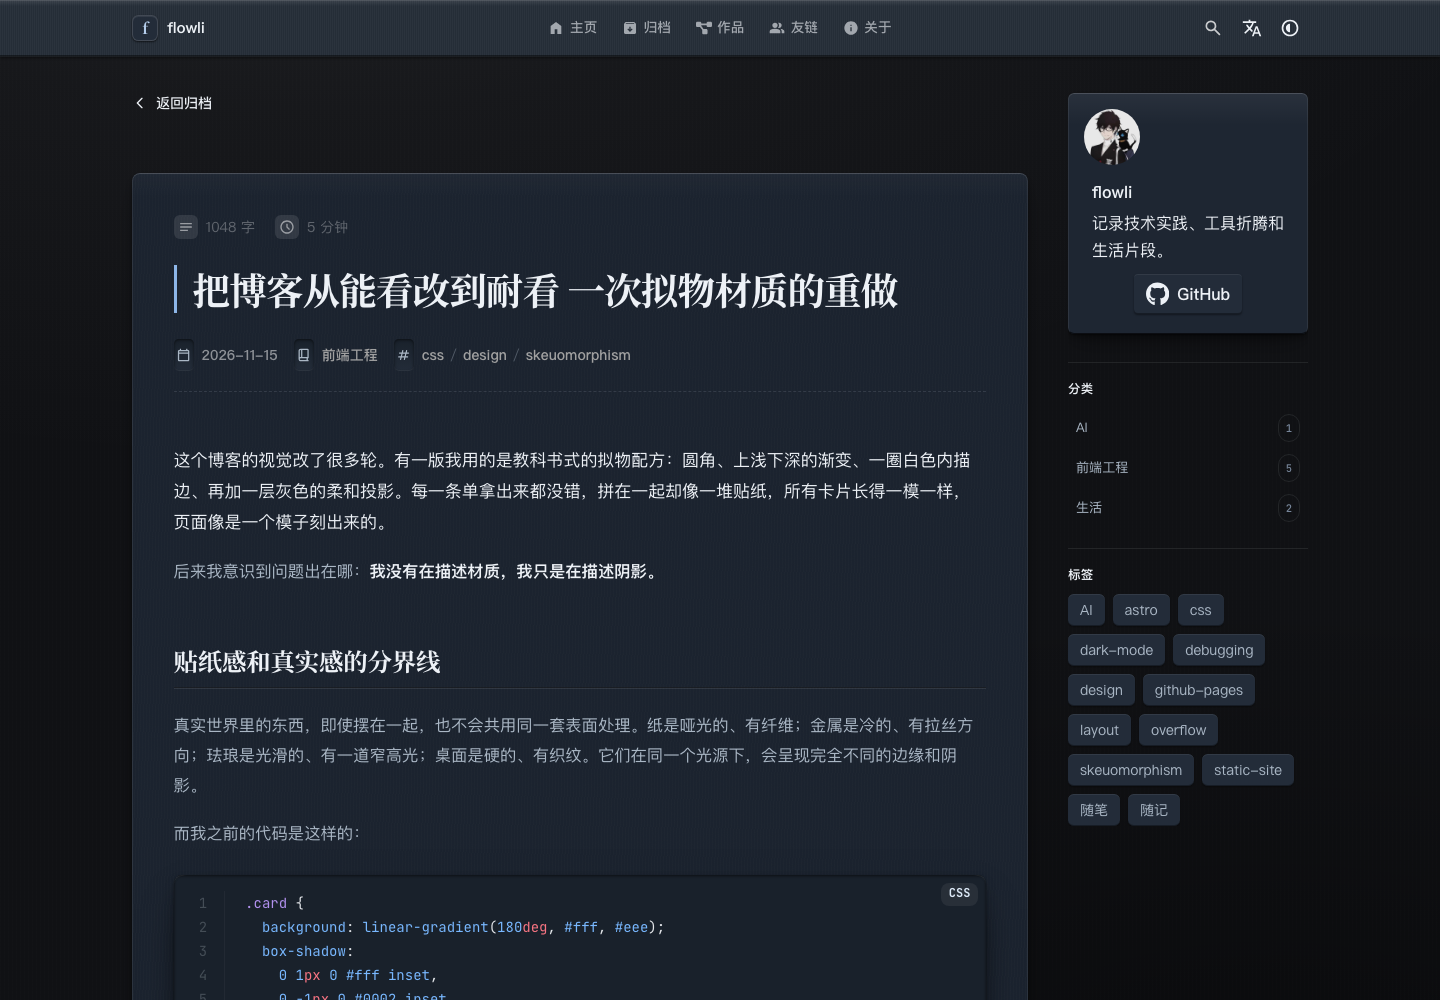 f flowli
主页 归档 作品 友链 关于
返回归档
1048 字 5 分钟
把博客从能看改到耐看 一次拟物材质的重做
2026-11-15 前端工程 # css / design / skeuomorphism
这个博客的视觉改了很多轮。有一版我用的是教科书式的拟物配方：圆角、上浅下深的渐变、一圈白色内描
边、再加一层灰色的柔和投影。每一条单拿出来都没错，拼在一起却像一堆贴纸，所有卡片长得一模一样，
页面像是一个模子刻出来的。
后来我意识到问题出在哪：我没有在描述材质，我只是在描述阴影。
贴纸感和真实感的分界线
真实世界里的东西，即使摆在一起，也不会共用同一套表面处理。纸是哑光的、有纤维；金属是冷的、有拉丝方
向；珐琅是光滑的、有一道窄高光；桌面是硬的、有织纹。它们在同一个光源下，会呈现完全不同的边缘和阴
影。
而我之前的代码是这样的：
CSS
1 .card {
2 background: linear-gradient(180deg, #fff, #eee);
3 box-shadow:
4 0 1px 0 #fff inset,
5 0 -1px 0 #0002 inset
flowli
记录技术实践、工具折腾和
生活片段。
GitHub
分类
AI 1
前端工程 5
生活 2
标签
AI astro css
dark-mode debugging
design github-pages
layout overflow
skeuomorphism static-site
随笔 随记